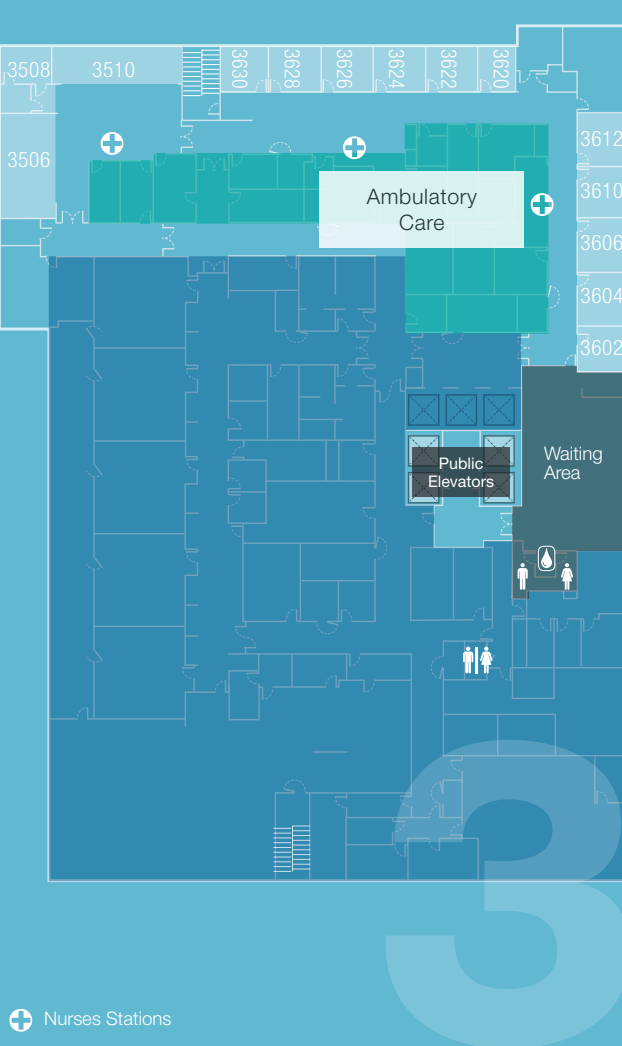 3508
3510
3630
3628
3626
3624
3622
3620
3506
3612
3610
3606
3604
3602
Ambulatory
Care
Public
Elevators
Waiting
Area
3
Nurses Stations